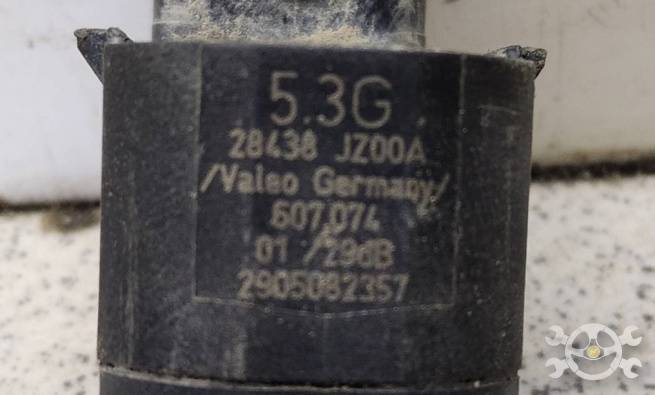 5.3G
28438 JZ00A
/Valeo Germany/
607.074
01 /29dB
2905082357